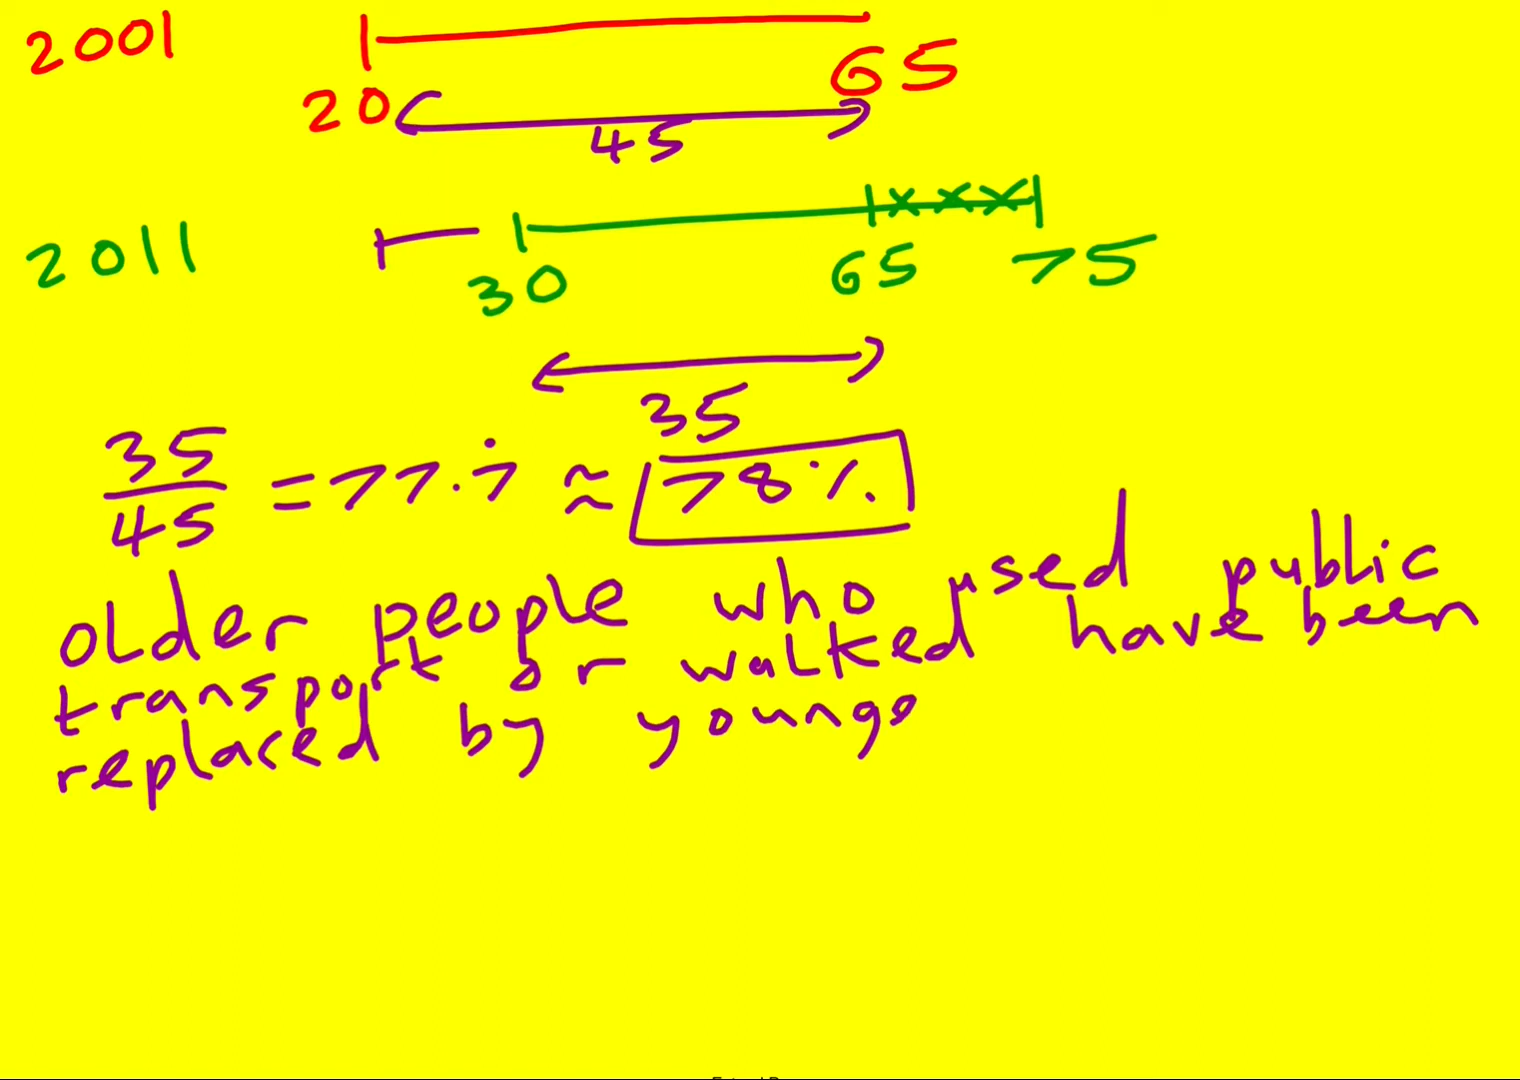 2001
20 65
45
2011
30 65 75
35
35/45 = 77.7̇ ≈ 78%
older people who used public
transport or walked have been
replaced by younge